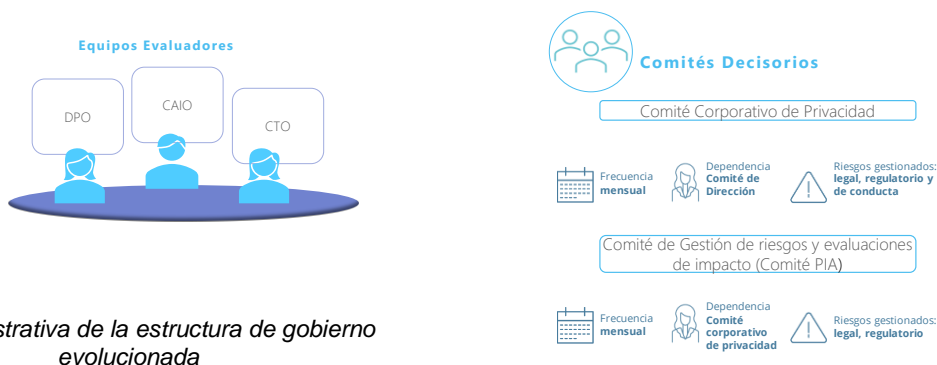 Equipos Evaluadores
DPO
CAIO
CTO
strativa de la estructura de gobierno
evolucionada
Comités Decisorios
Comité Corporativo de Privacidad
Frecuencia
mensual
Dependencia
Comité de
Dirección
Riesgos gestionados:
legal, regulatorio y
de conducta
Comité de Gestión de riesgos y evaluaciones
de impacto (Comité PIA)
Frecuencia
mensual
Dependencia
Comité
corporativo
de privacidad
Riesgos gestionados:
legal, regulatorio